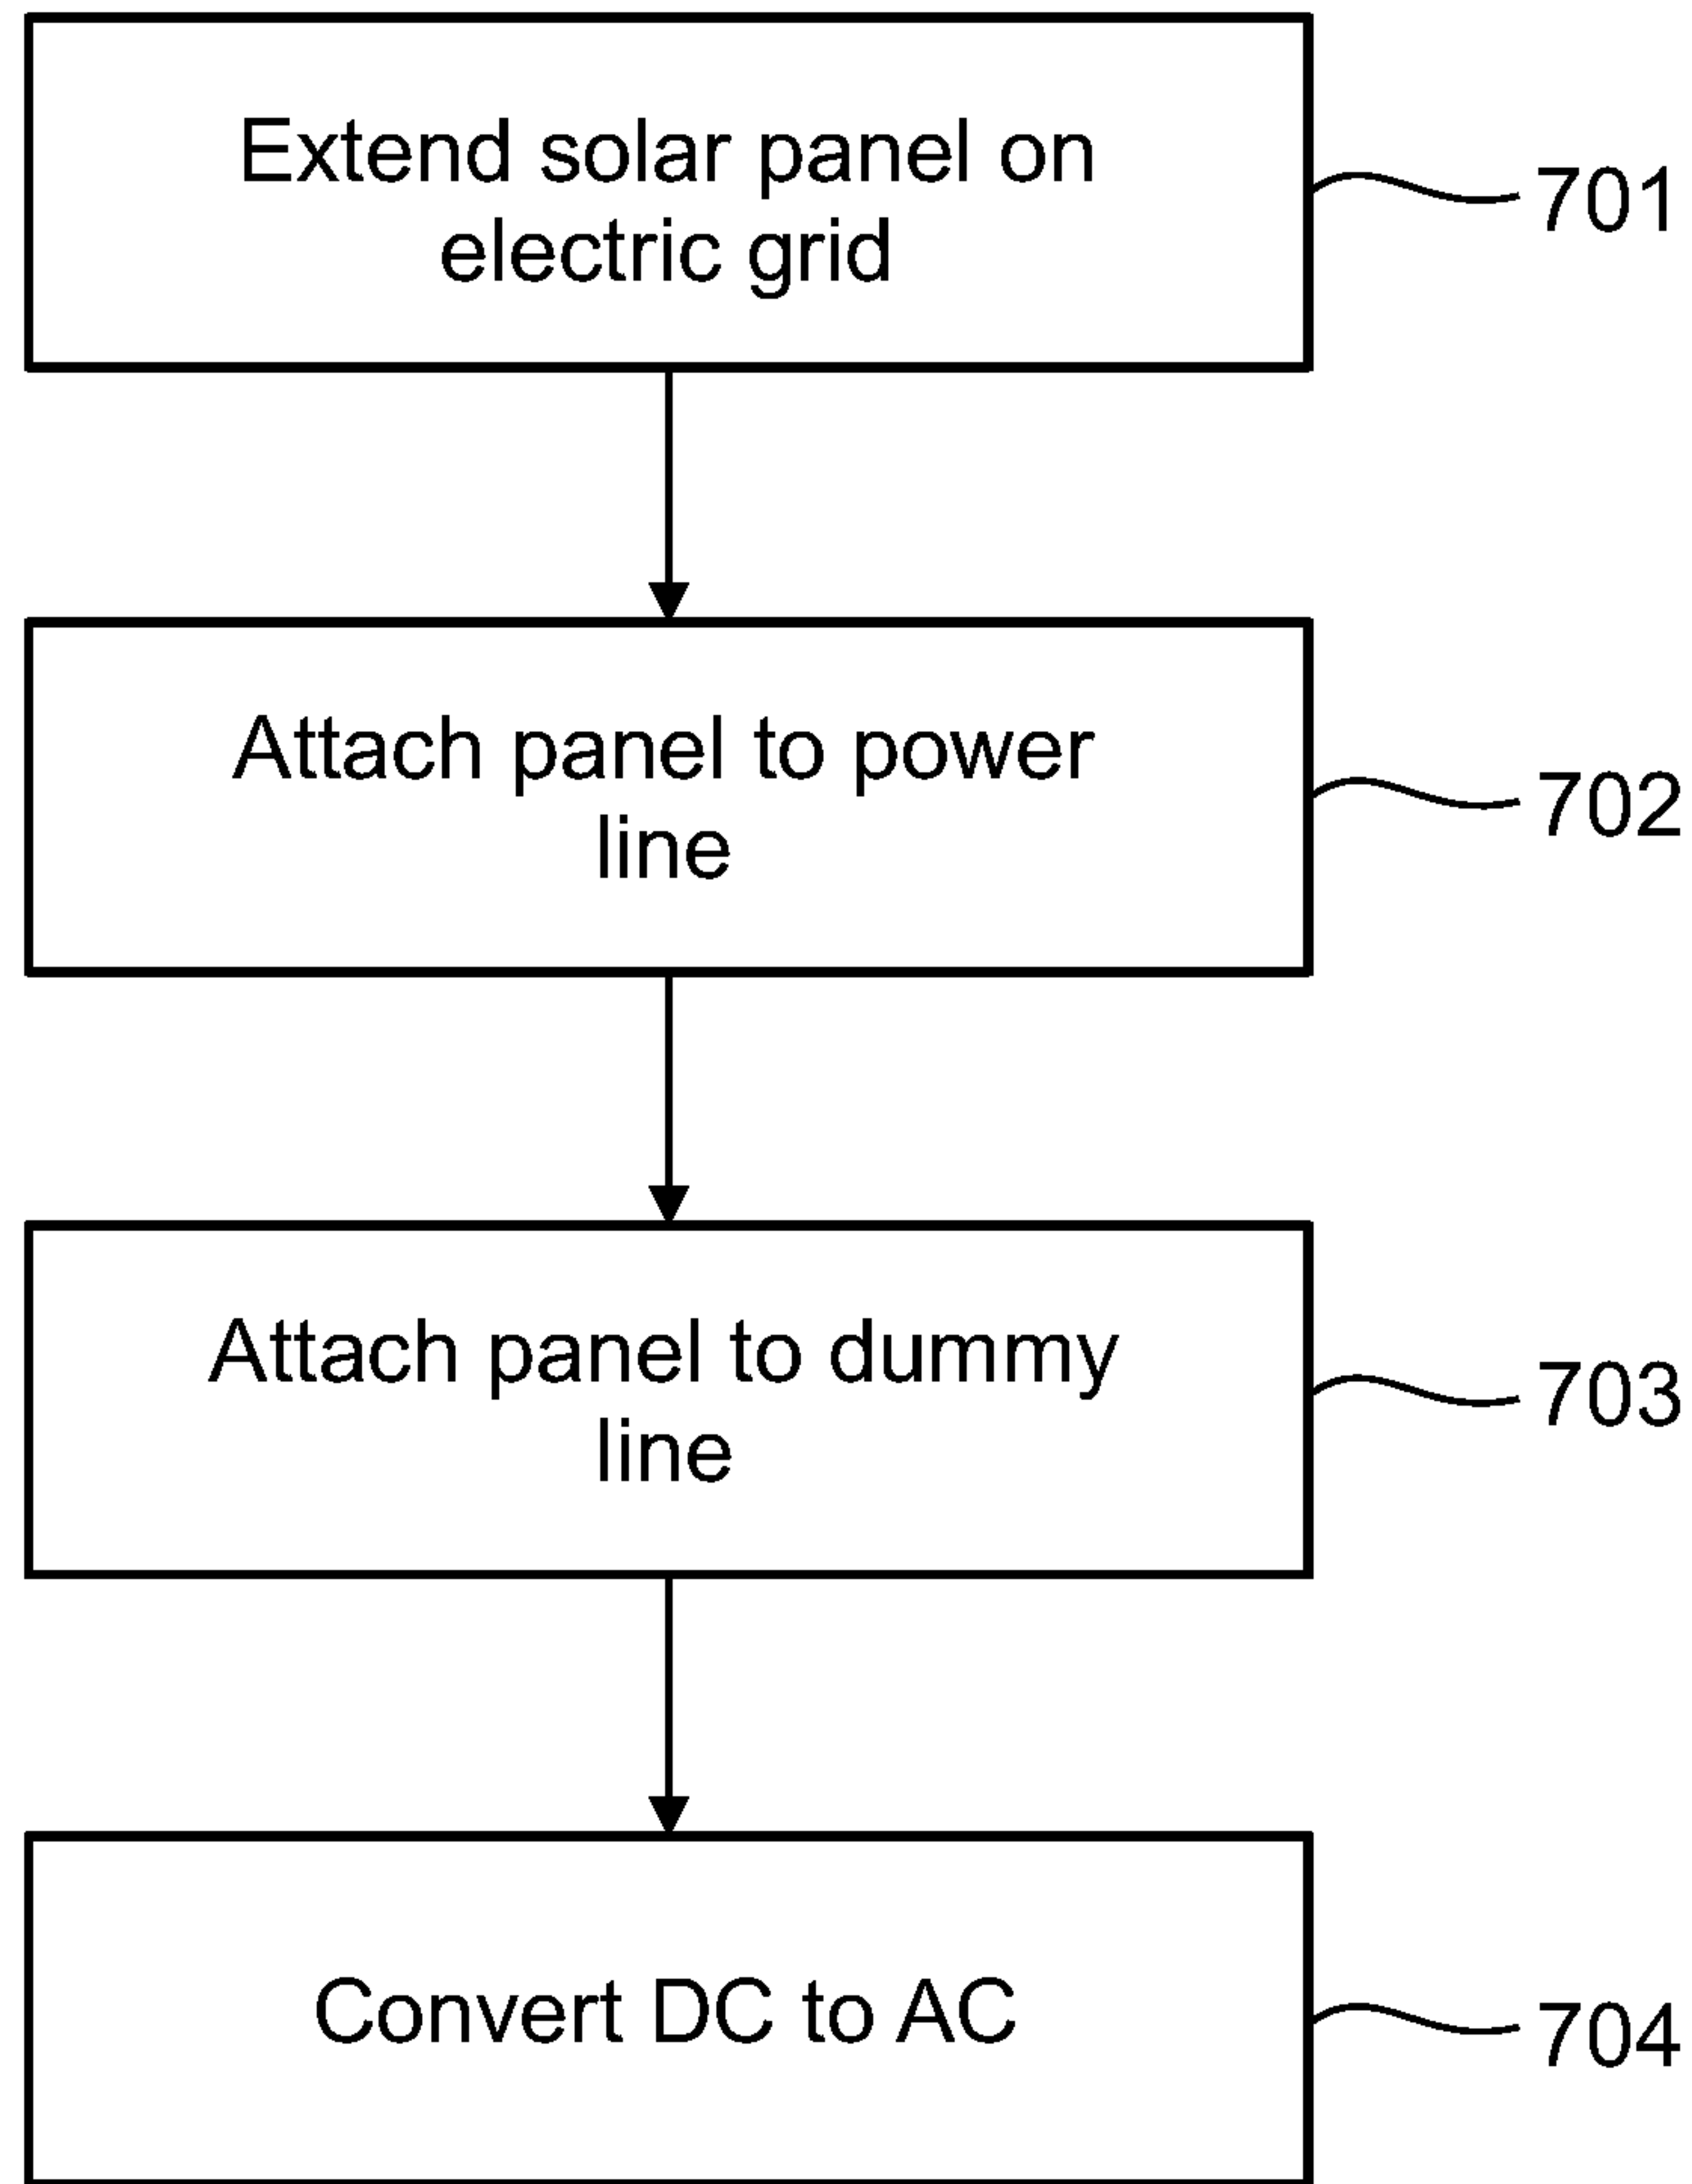 Extend solar panel on
electric grid
701
Attach panel to power
line
702
Attach panel to dummy
line
703
Convert DC to AC
704